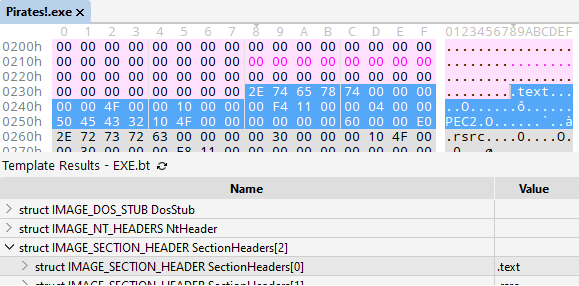 Pirates!.exe ×
0 1 2 3 4 5 6 7 8 9 A B C D E F 0123456789ABCDEF
0200h 00 00 00 00 00 00 00 00 00 00 00 00 00 00 00 00 ................
0210h 00 00 00 00 00 00 00 00 00 00 00 00 00 00 00 00 ................
0220h 00 00 00 00 00 00 00 00 00 00 00 00 00 00 00 00 ................
0230h 00 00 00 00 00 00 00 00 2E 74 65 78 74 00 00 00 .........text...
0240h 00 00 4F 00 00 10 00 00 00 F4 11 00 00 04 00 00 ..O......ô......
0250h 50 45 43 32 10 4F 00 00 00 00 00 00 60 00 00 E0 PEC2.O......`..à
0260h 2E 72 73 72 63 00 00 00 00 30 00 00 00 10 4F 00 .rsrc....0....O.
Template Results - EXE.bt
Name Value
struct IMAGE_DOS_STUB DosStub
struct IMAGE_NT_HEADERS NtHeader
struct IMAGE_SECTION_HEADER SectionHeaders[2]
struct IMAGE_SECTION_HEADER SectionHeaders[0] .text